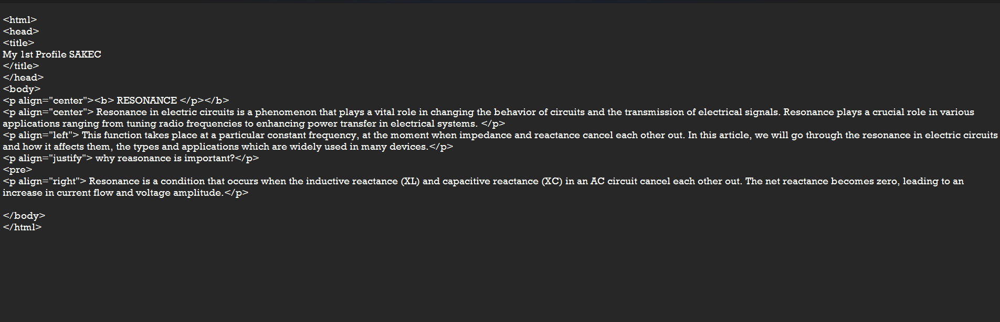 <html>
<head>
<title>
My 1st Profile SAKEC
</title>
</head>
<body>
<p align="center"><b> RESONANCE </p></b>
<p align="center"> Resonance in electric circuits is a phenomenon that plays a vital role in changing the behavior of circuits and the transmission of electrical signals. Resonance plays a crucial role in various
applications ranging from tuning radio frequencies to enhancing power transfer in electrical systems. </p>
<p align="left"> This function takes place at a particular constant frequency, at the moment when impedance and reactance cancel each other out. In this article, we will go through the resonance in electric circuits
and how it affects them, the types and applications which are widely used in many devices.</p>
<p align="justify"> why reasonance is important?</p>
<pre>
<p align="right"> Resonance is a condition that occurs when the inductive reactance (XL) and capacitive reactance (XC) in an AC circuit cancel each other out. The net reactance becomes zero, leading to an
increase in current flow and voltage amplitude.</p>
</body>
</html>